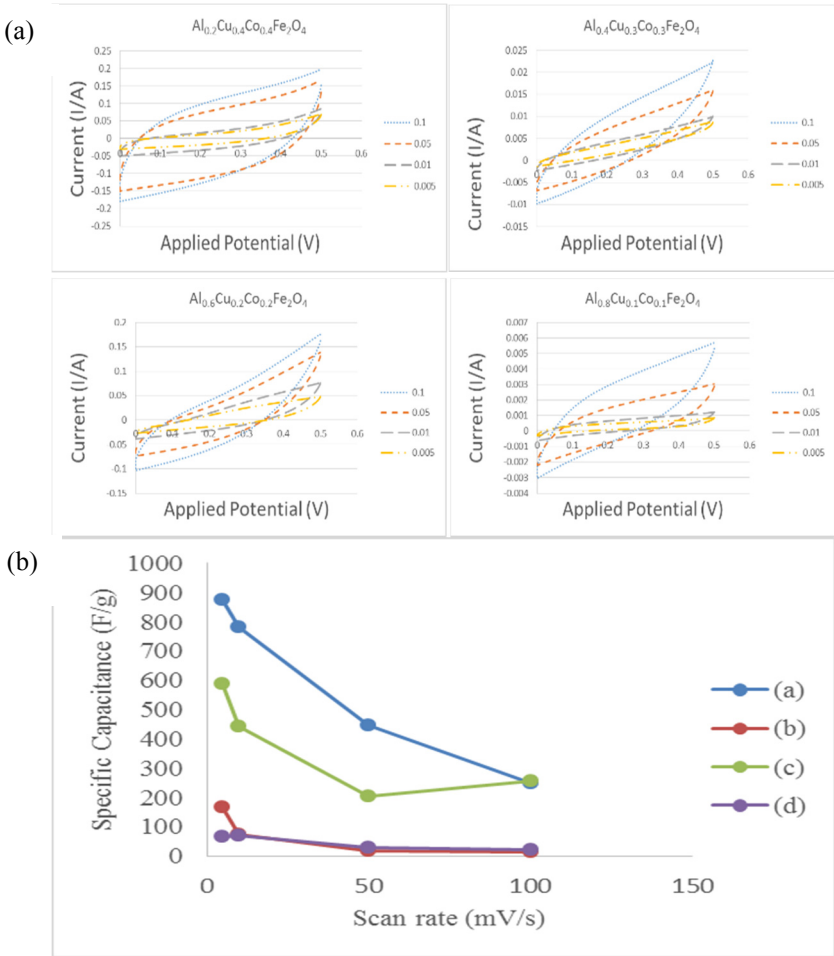 (a)
Al0.2Cu0.4Co0.4Fe2O4
0.25
0.2
0.15
0.1
0.05
0
-0.05
-0.1
-0.15
-0.2
0.25
0.0 0.1 0.2 0.3 0.4 0.5 0.6
Current (I/A)
Applied Potential (V)
0.1
0.05
0.01
0.005
Al0.4Cu0.3Co0.3Fe2O4
0.025
0.02
0.015
0.01
0.005
0
-0.005
-0.01
-0.015
0.1 0.2 0.3 0.4 0.5 0.6
Current (I/A)
Applied Potential (V)
0.1
0.05
0.01
0.005
Al0.6Cu0.2Co0.2Fe2O4
0.2
0.15
0.1
0.05
0
0.05
-0.1
-0.15
0.1 0.2 0.3 0.4 0.5 0.6
Current (I/A)
Applied Potential (V)
0.1
0.05
0.01
0.005
Al0.8Cu0.1Co0.1Fe2O4
0.007
0.006
0.005
0.004
0.003
0.002
0.001
0
-0.001
-0.002
-0.003
-0.004
0.1 0.2 0.3 0.4 0.5 0.6
Current (I/A)
Applied Potential (V)
0.1
0.05
0.01
0.005
(b)
1000
900
800
700
600
500
400
300
200
100
0
0 50 100 150
Specific Capacitance (F/g)
Scan rate (mV/s)
(a)
(b)
(c)
(d)